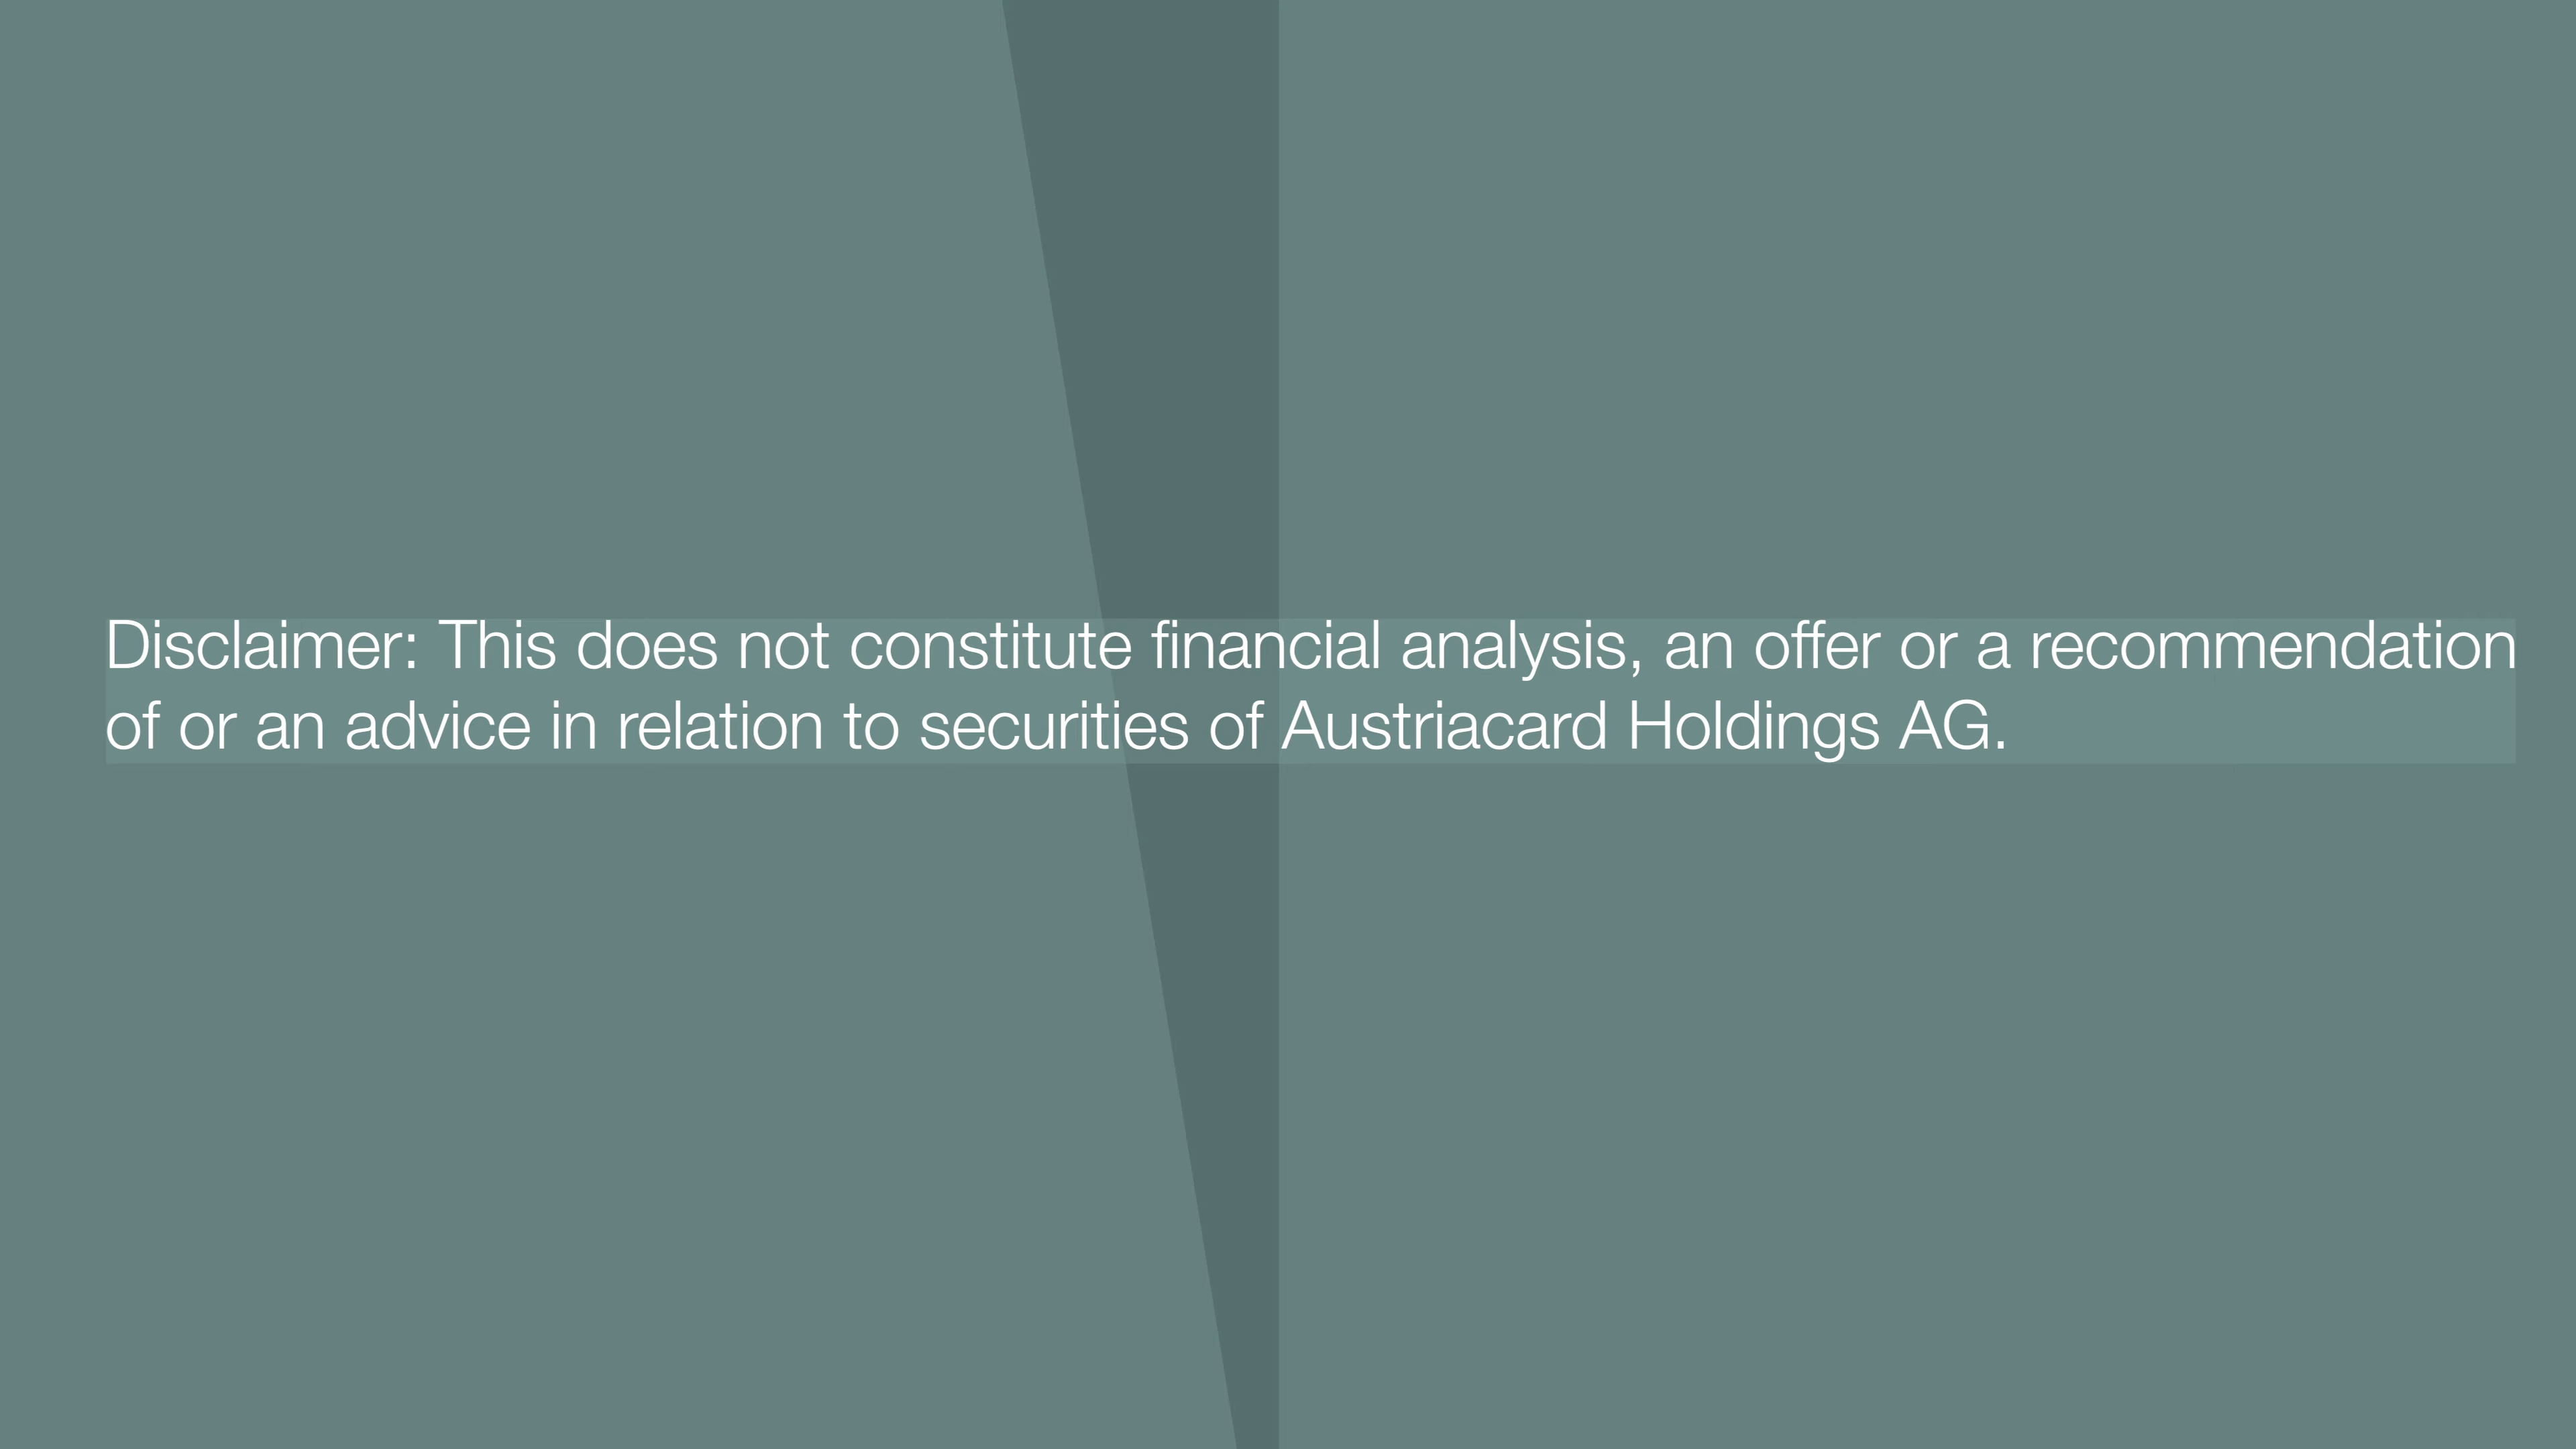 Disclaimer: This does not constitute financial analysis, an offer or a recommendation
of or an advice in relation to securities of Austriacard Holdings AG.